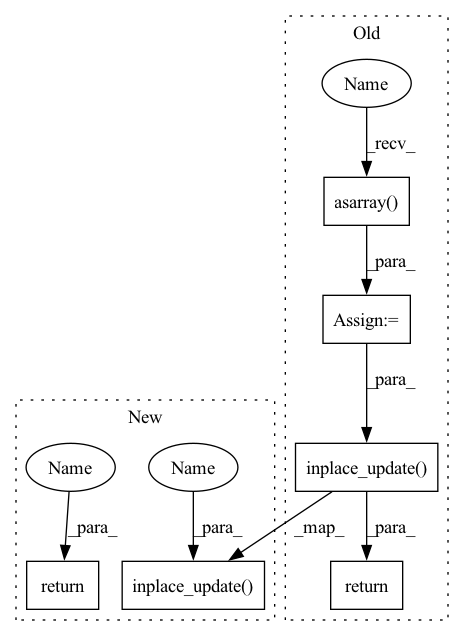 Old
Name
_recv_
asarray()
_para_
Assign:=
_para_
New
Name
Name
inplace_update()
_para_
_para_
_map_
_para_
return
inplace_update()
return